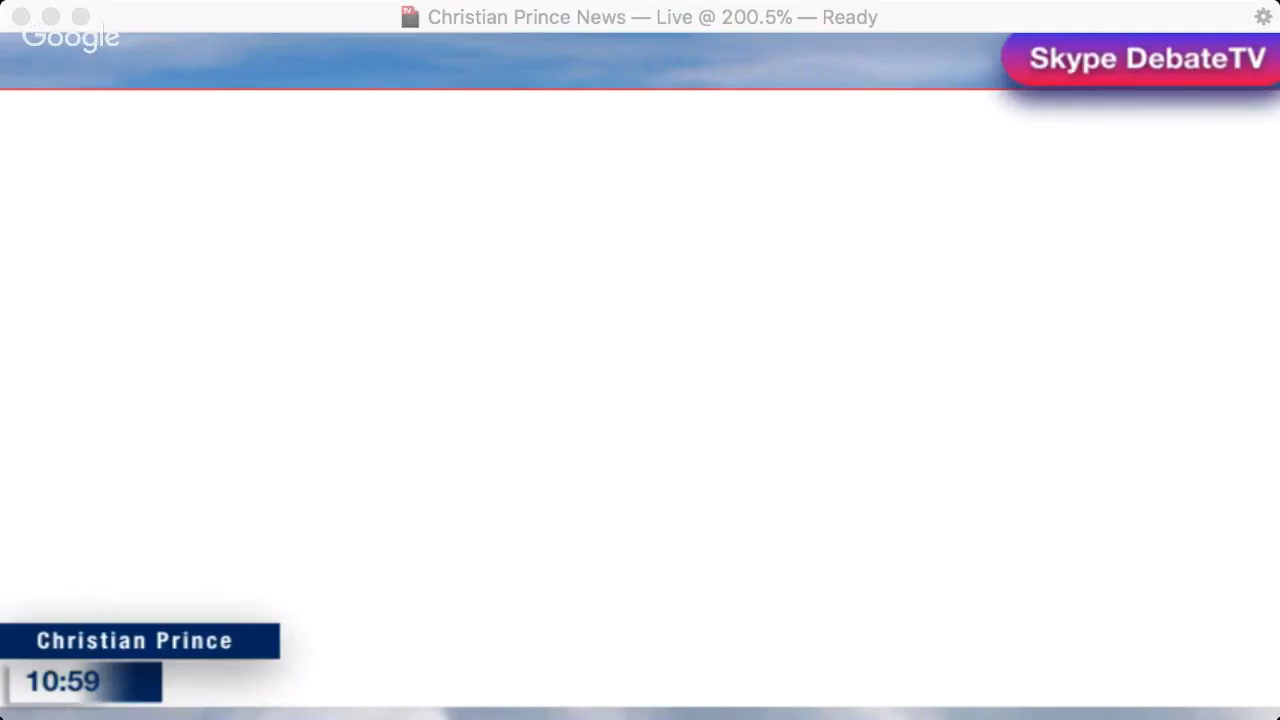 Christian Prince News — Live @ 200.5% — Ready
Google
Skype DebateTV
Christian Prince
10:59